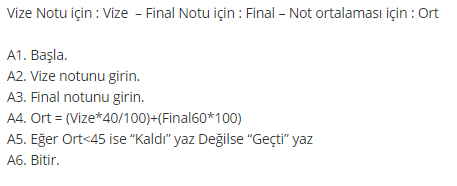 Vize Notu için : Vize – Final Notu için : Final – Not ortalaması için : Ort
A1. Başla.
A2. Vize notunu girin.
A3. Final notunu girin.
A4. Ort = (Vize*40/100)+(Final60*100)
A5. Eğer Ort<45 ise “Kaldı” yaz Değilse “Geçti” yaz
A6. Bitir.